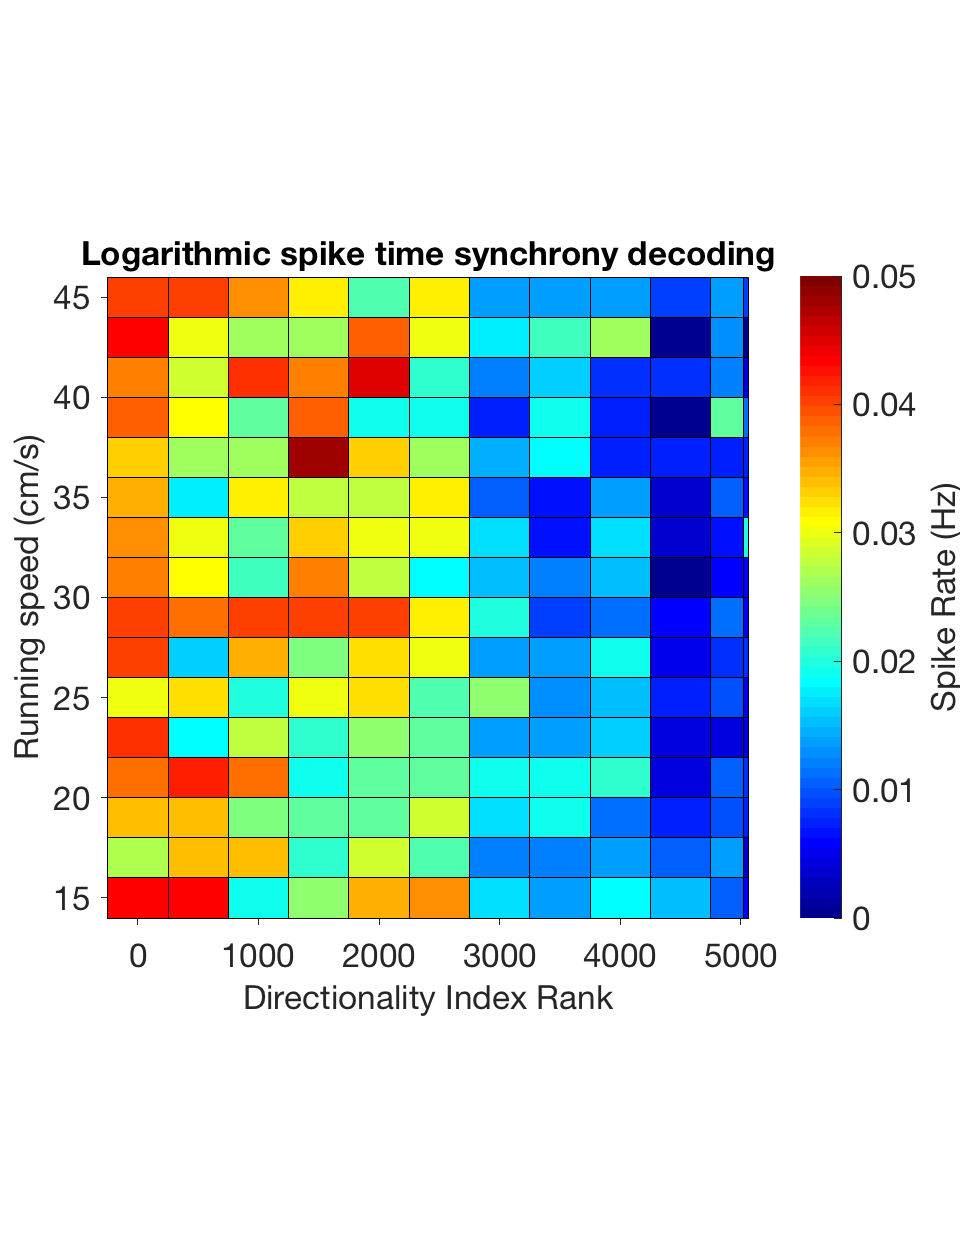 Logarithmic spike time synchrony decoding
45
40
35
30
25
20
15
Running speed (cm/s)
0 1000 2000 3000 4000 5000
Directionality Index Rank
0.05
0.04
0.03
0.02
0.01
0
Spike Rate (Hz)